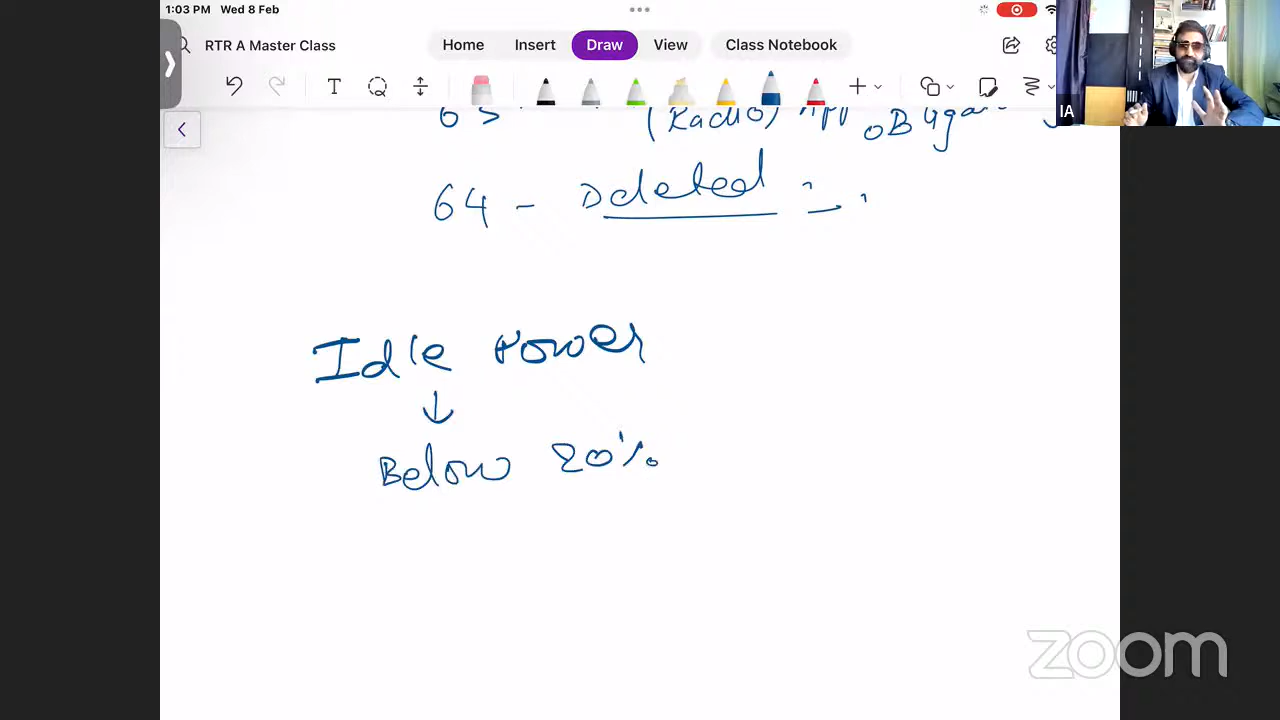 1:03 PM Wed 8 Feb
RTR A Master Class
Home Insert Draw View Class Notebook
T
IA
(Radio)
64 - Deleted
Idle Power
↓
Below 20%
zoom